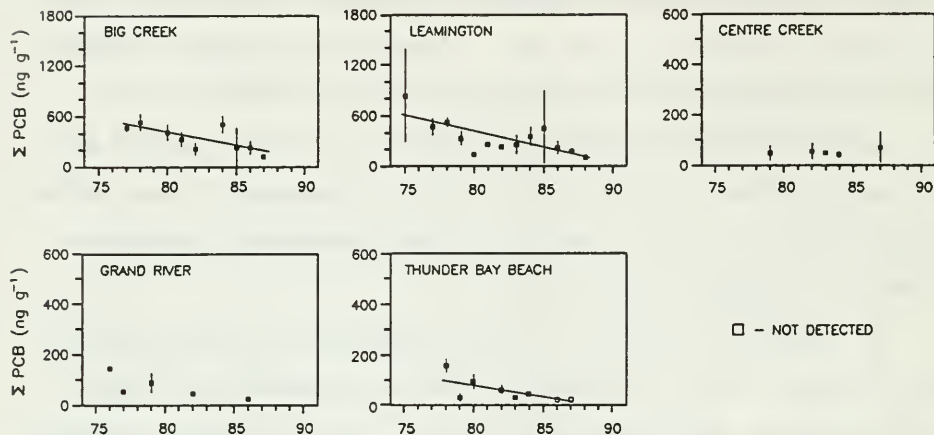 BIG CREEK
LEAMINGTON
CENTRE CREEK
Σ PCB (ng g⁻¹)
1800
1200
600
0
75 80 85 90
1800
1200
600
0
75 80 85 90
600
400
200
0
75 80 85 90
GRAND RIVER
THUNDER BAY BEACH
Σ PCB (ng g⁻¹)
600
400
200
0
75 80 85 90
600
400
200
0
75 80 85 90
□ – NOT DETECTED